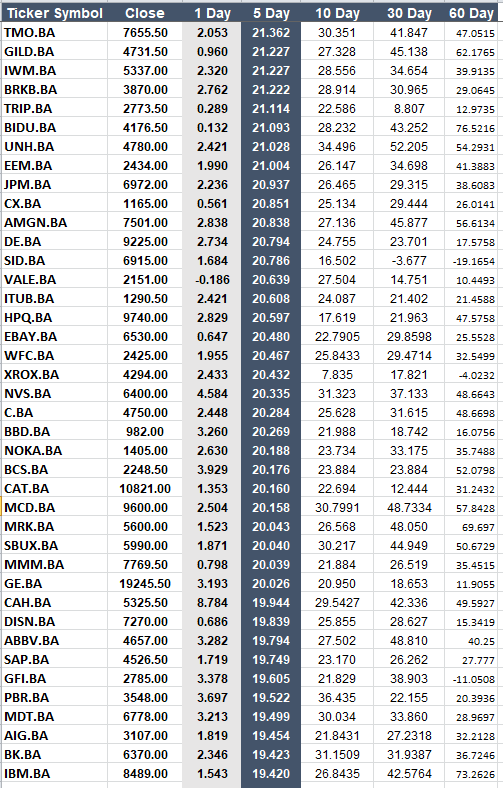 Ticker Symbol Close 1 Day 5 Day 10 Day 30 Day 60 Day
TMO.BA 7655.50 2.053 21.362 30.351 41.847 47.0515
GILD.BA 4731.50 0.960 21.227 27.328 45.138 62.1765
IWM.BA 5337.00 2.320 21.227 28.556 34.654 39.9135
BRKB.BA 3870.00 2.762 21.222 28.914 30.965 29.0645
TRIP.BA 2773.50 0.289 21.114 22.586 8.807 12.9735
BIDU.BA 4176.50 0.132 21.093 28.232 43.252 76.5216
UNH.BA 4780.00 2.421 21.028 34.496 52.205 54.2931
EEM.BA 2434.00 1.990 21.004 26.147 34.698 41.3883
JPM.BA 6972.00 2.236 20.937 26.465 29.315 38.6083
CX.BA 1165.00 0.561 20.851 25.134 29.444 26.0141
AMGN.BA 7501.00 2.838 20.838 27.136 45.877 56.6134
DE.BA 9225.00 2.734 20.794 24.755 23.701 17.5758
SID.BA 6915.00 1.684 20.786 16.502 -3.677 -19.1654
VALE.BA 2151.00 -0.186 20.639 27.504 14.751 10.4493
ITUB.BA 1290.50 2.421 20.608 24.087 21.402 21.4588
HPQ.BA 9740.00 2.829 20.597 17.619 21.963 47.5758
EBAY.BA 6530.00 0.647 20.480 22.7905 29.8598 25.5528
WFC.BA 2425.00 1.955 20.467 25.8433 29.4714 32.5499
XROX.BA 4294.00 2.433 20.432 7.835 17.821 -4.0232
NVS.BA 6400.00 4.584 20.335 31.323 37.133 48.6643
C.BA 4750.00 2.448 20.284 25.628 31.615 48.6698
BBD.BA 982.00 3.260 20.269 21.988 18.742 16.0756
NOKA.BA 1405.00 2.630 20.188 23.734 33.175 35.7488
BCS.BA 2248.50 3.929 20.176 23.884 23.884 52.0798
CAT.BA 10821.00 1.353 20.160 22.694 12.444 31.2432
MCD.BA 9600.00 2.504 20.158 30.7991 48.7334 57.8428
MRK.BA 5600.00 1.523 20.043 26.568 48.050 69.697
SBUX.BA 5990.00 1.871 20.040 30.217 44.949 50.6729
MMM.BA 7769.50 0.798 20.039 21.884 26.519 35.4515
GE.BA 19245.50 3.193 20.026 20.950 18.653 11.9055
CAH.BA 5325.50 8.784 19.944 29.5427 42.336 49.5927
DISN.BA 7270.00 0.686 19.839 25.855 28.627 15.3419
ABBV.BA 4657.00 3.282 19.794 27.502 48.810 40.25
SAP.BA 4526.50 1.719 19.749 23.170 26.262 27.777
GFI.BA 2785.00 3.378 19.605 21.829 38.903 -11.0508
PBR.BA 3548.00 3.697 19.522 36.435 22.155 20.3936
MDT.BA 6778.00 3.213 19.499 30.034 33.860 28.9697
AIG.BA 3107.00 1.819 19.454 21.8431 27.2318 32.2128
BK.BA 6370.00 2.346 19.423 31.1509 31.9387 36.7246
IBM.BA 8489.00 1.543 19.420 26.8435 42.5764 73.2626